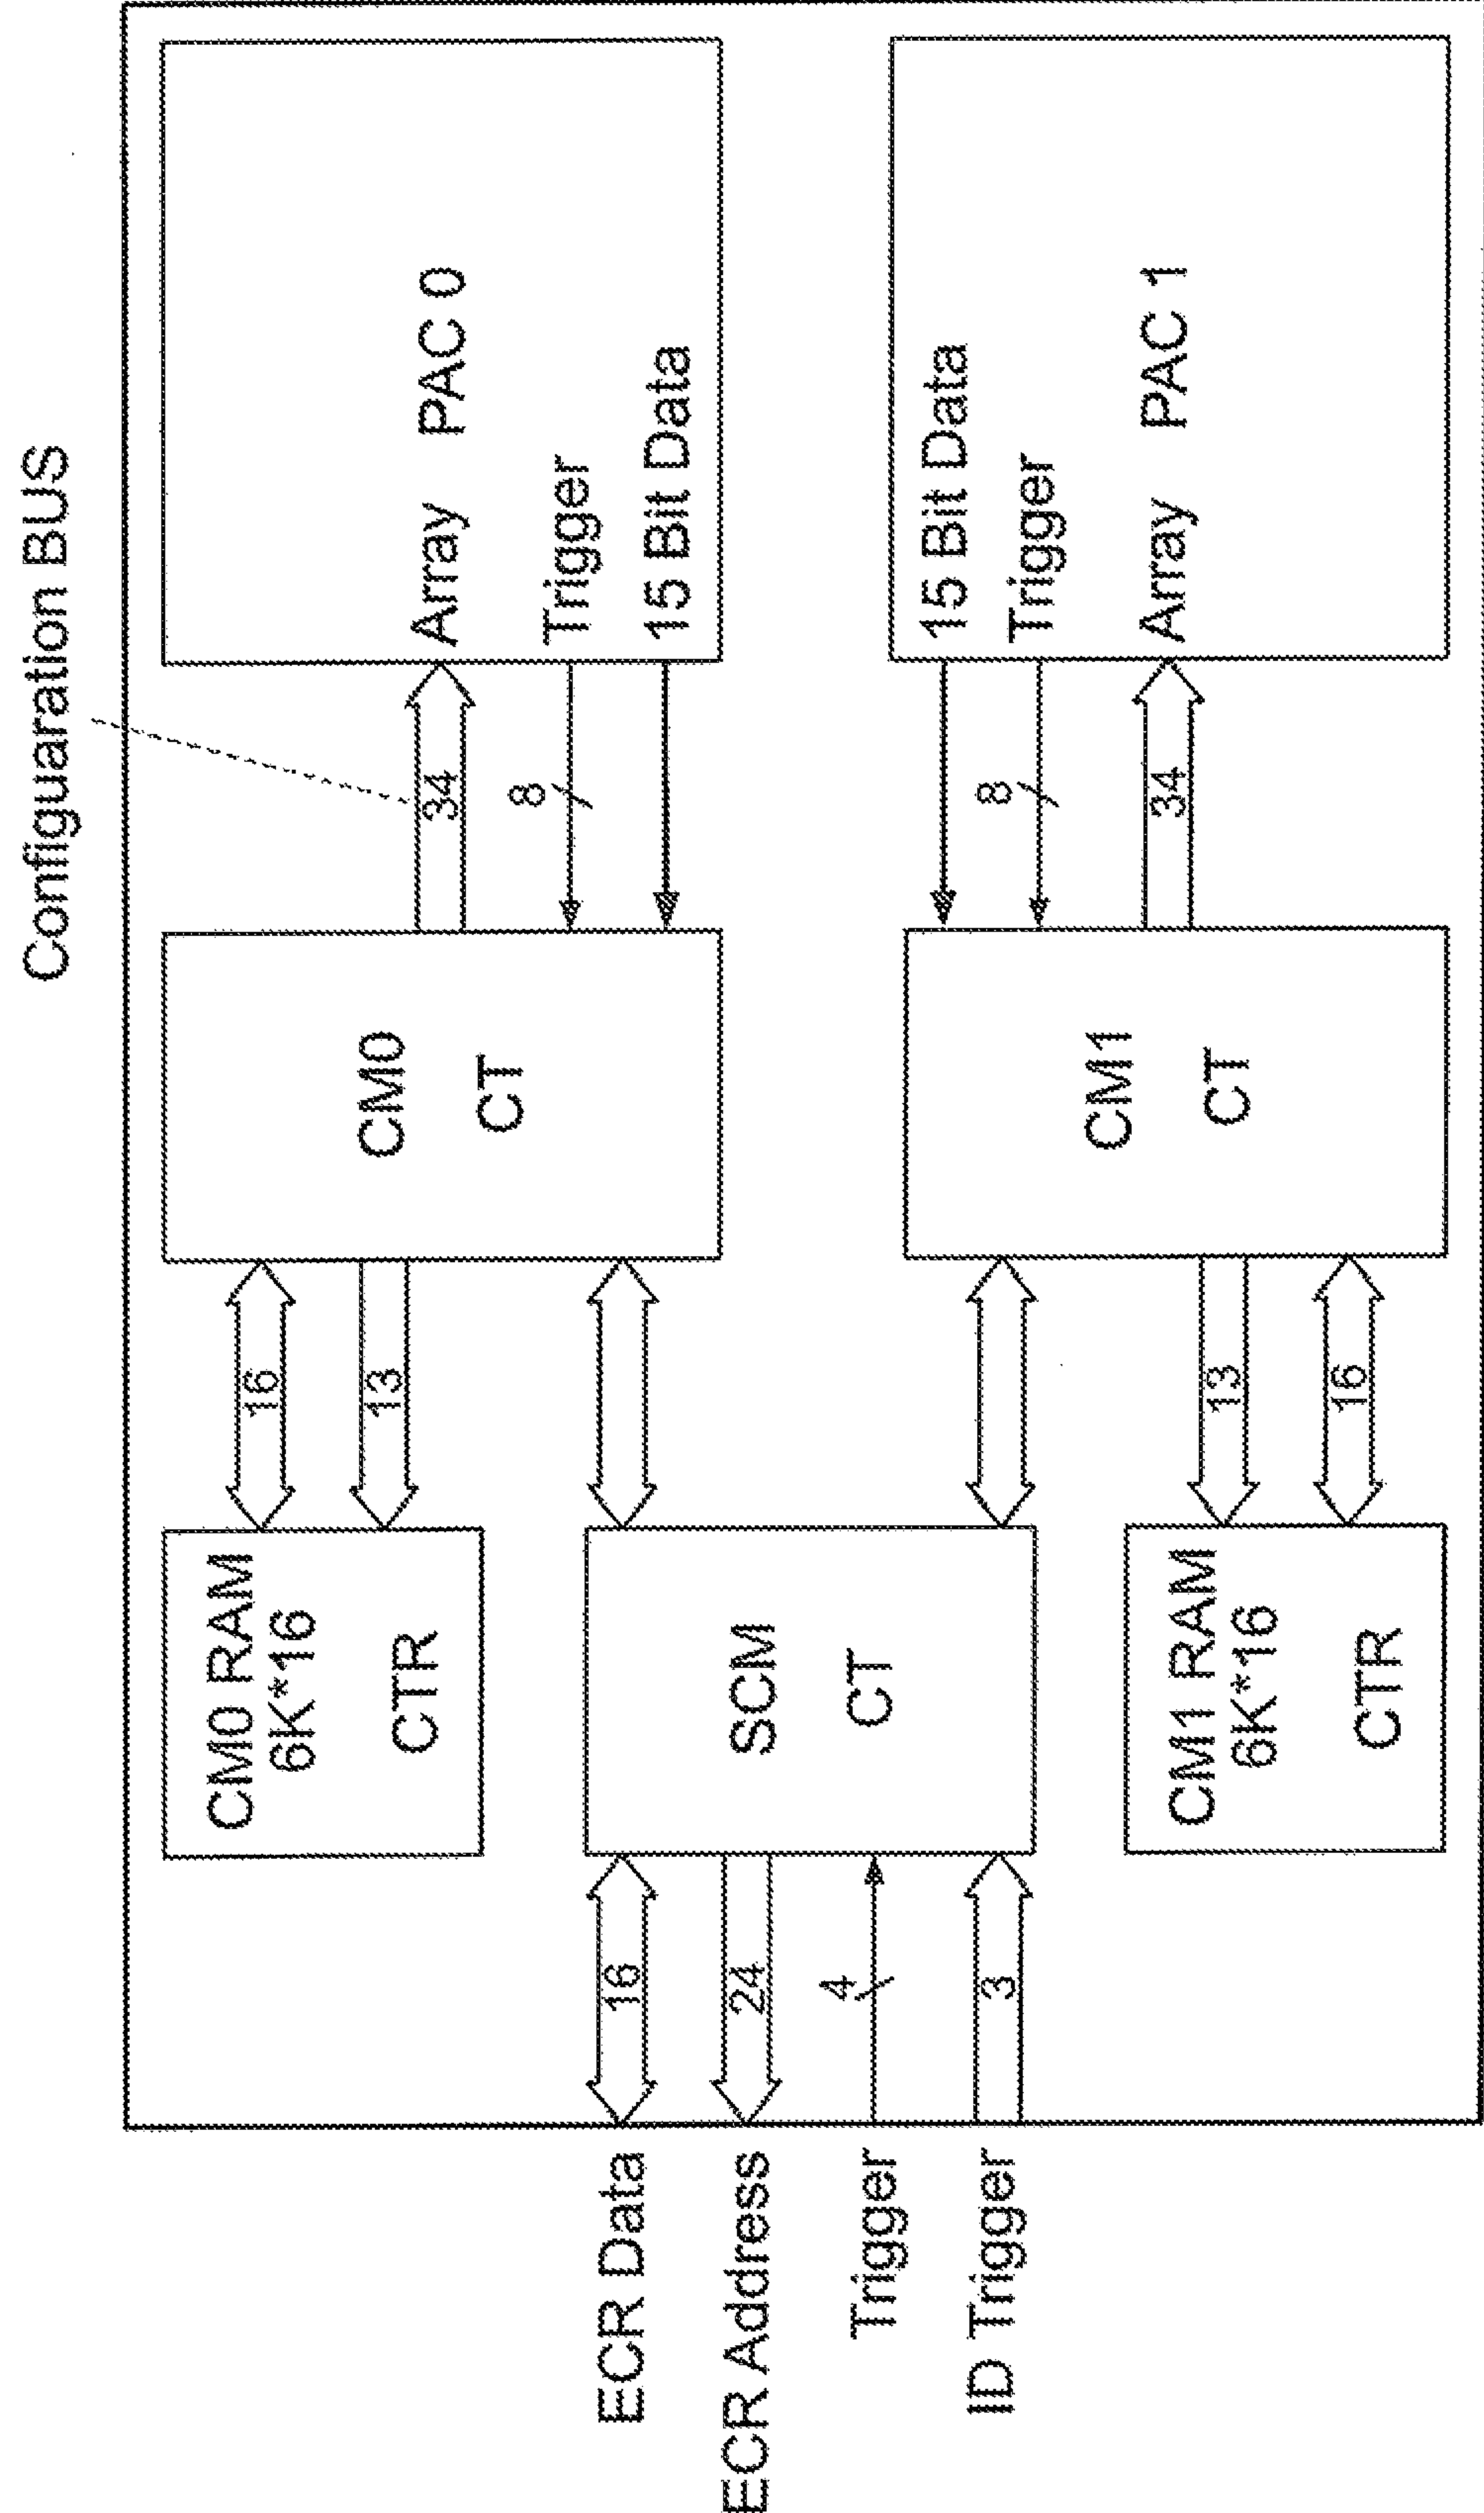 Configuaration BUS
CM0 RAM
6K*16
CTR
16
13
CM0
CT
34
8
Array PAC 0
Trigger
15 Bit Data
ECR Data
ECR Address
Trigger
ID Trigger
16
24
4
3
SCM
CT
15 Bit Data
Trigger
Array PAC 1
8
34
CM1
CT
13
16
CM1 RAM
6K*16
CTR